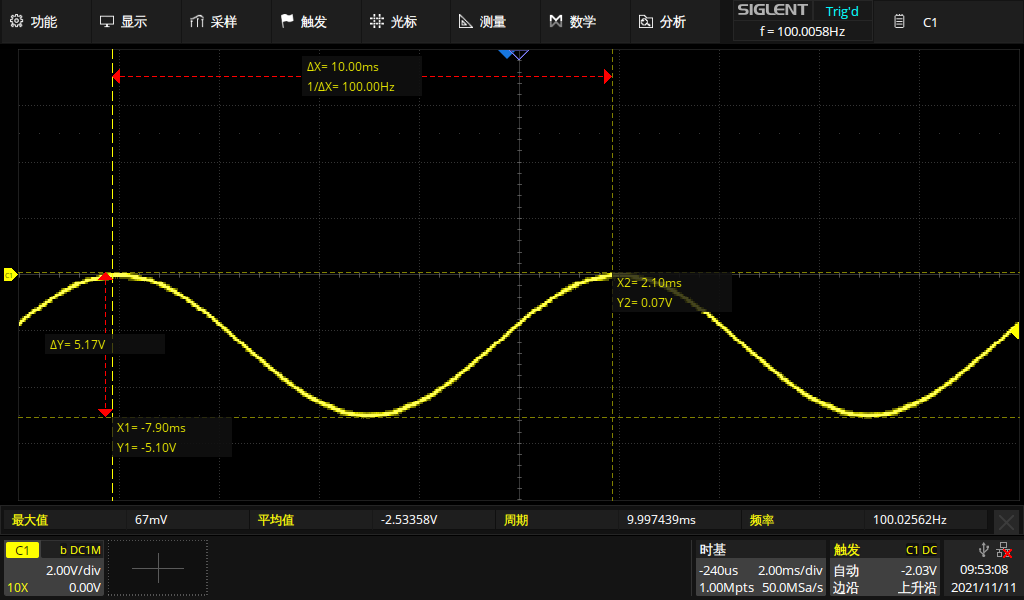 功能 显示 采样 触发 光标 测量 数学 分析 SIGLENT Trig'd C1
f = 100.0058Hz
ΔX= 10.00ms
1/ΔX= 100.00Hz
C1
X2= 2.10ms
Y2= 0.07V
ΔY= 5.17V
X1= -7.90ms
Y1= -5.10V
最大值 67mV 平均值 -2.53358V 周期 9.997439ms 频率 100.02562Hz
C1 b DC1M 时基 触发 C1 DC
2.00V/div -240us 2.00ms/div 自动 -2.03V 09:53:08
10X 0.00V 1.00Mpts 50.0MSa/s 边沿 上升沿 2021/11/11